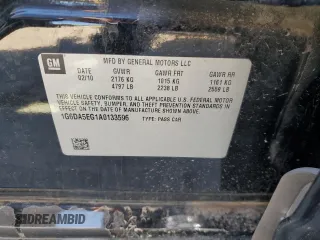 GM
MFD BY GENERAL MOTORS LLC
DATE GVWR GAWR FRT GAWR RR
02/10 2176 KG 1015 KG 1161 KG
4797 LB 2238 LB 2559 LB
THIS VEHICLE CONFORMS TO ALL APPLICABLE U.S. FEDERAL MOTOR
VEHICLE SAFETY, BUMPER, AND THEFT PREVENTION STANDARDS
IN EFFECT ON THE DATE OF MANUFACTURE SHOWN ABOVE.
1G6DA5EG1A0133596
TYPE: PASS CAR
DREAMBID